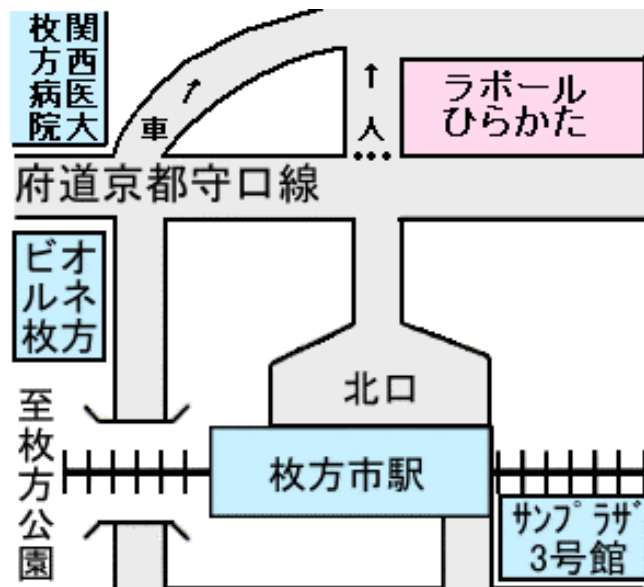 関西医大
枚方病院
↑
車
↑
人
ラポール
ひらかた
府道京都守口線
オネ方
ビル枚
北口
至枚方公園
枚方市駅
サンプラザ
3号館